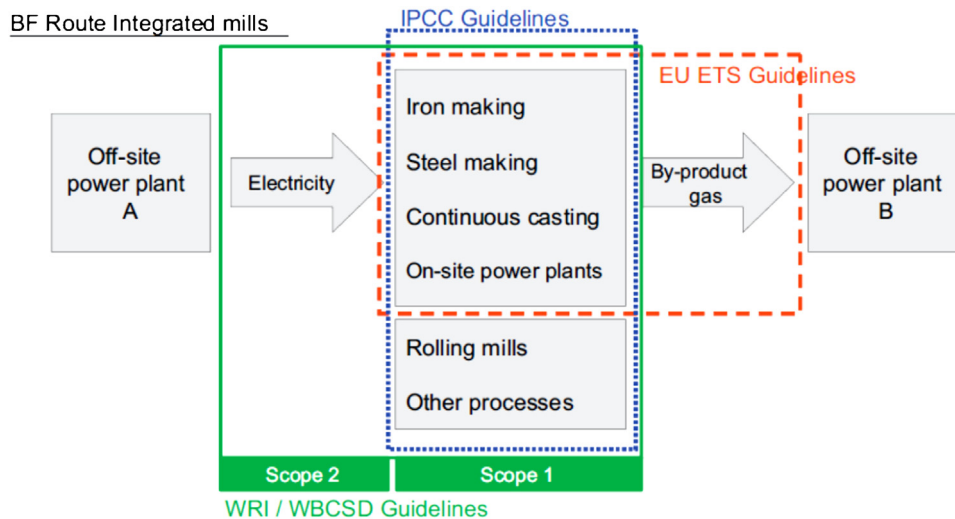 BF Route Integrated mills
IPCC Guidelines
EU ETS Guidelines
Off-site
power plant
A
Electricity
Iron making
Steel making
Continuous casting
On-site power plants
By-product
gas
Off-site
power plant
B
Rolling mills
Other processes
Scope 2
Scope 1
WRI / WBCSD Guidelines